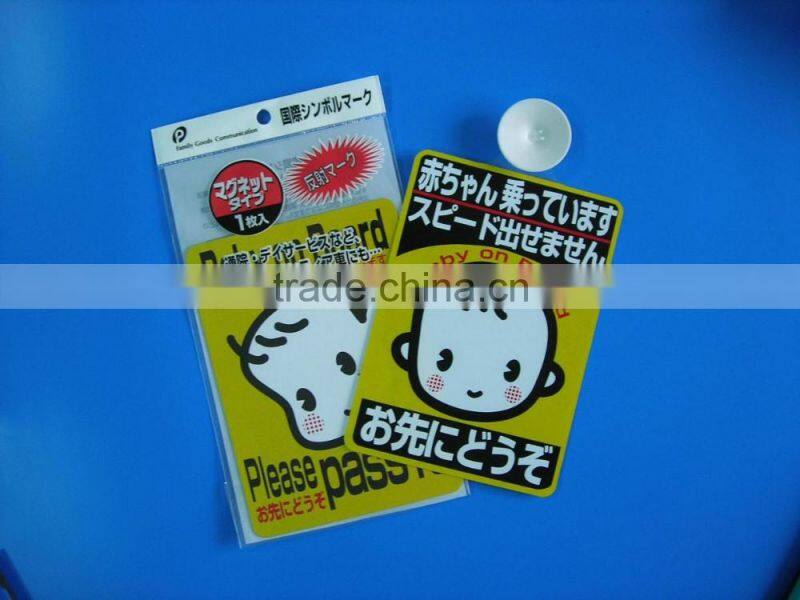 P
Family Goods Communication
国際シンボルマーク
マグネット
タイプ
1枚入
反射マーク
通院・デイサービスなど、
Please pass
お先にどうぞ
赤ちゃん乗っています
スピード出せません
by on
お先にどうぞ
trade.china.cn